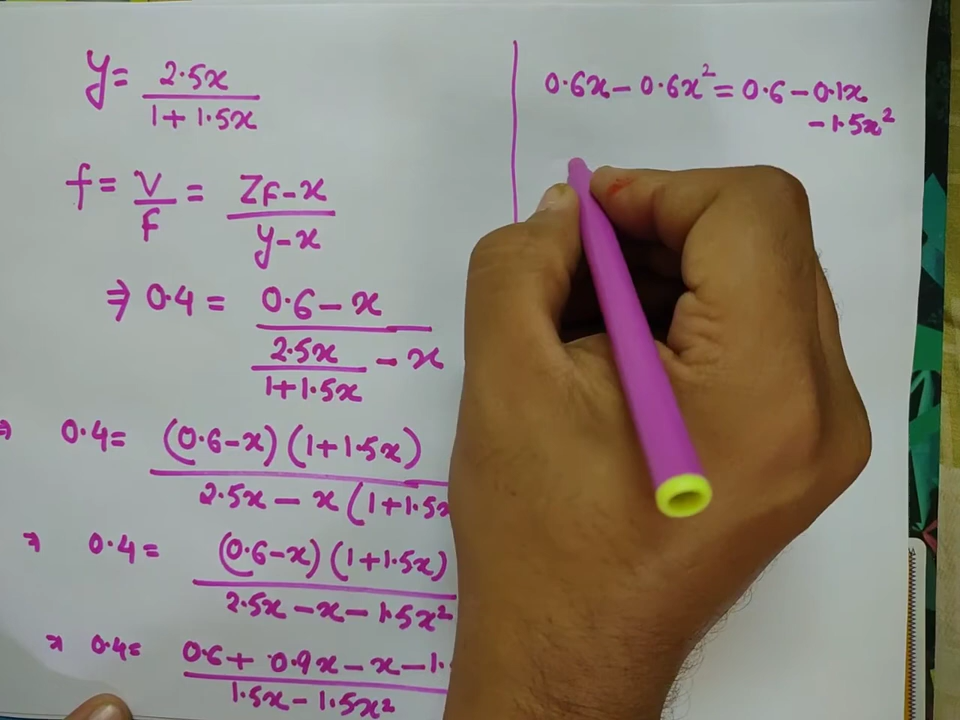 y = 2.5x / 1 + 1.5x
f = V/F = ZF - x / y - x
⇒ 0.4 = 0.6 - x / 2.5x / 1 + 1.5x - x
⇒ 0.4 = (0.6 - x) (1 + 1.5x) / 2.5x - x (1 + 1.5x
⇒ 0.4 = (0.6 - x) (1 + 1.5x) / 2.5x - x - 1.5x²
⇒ 0.4 = 0.6 + 0.9x - x - 1. / 1.5x - 1.5x²
0.6x - 0.6x² = 0.6 - 0.1x
- 1.5x²